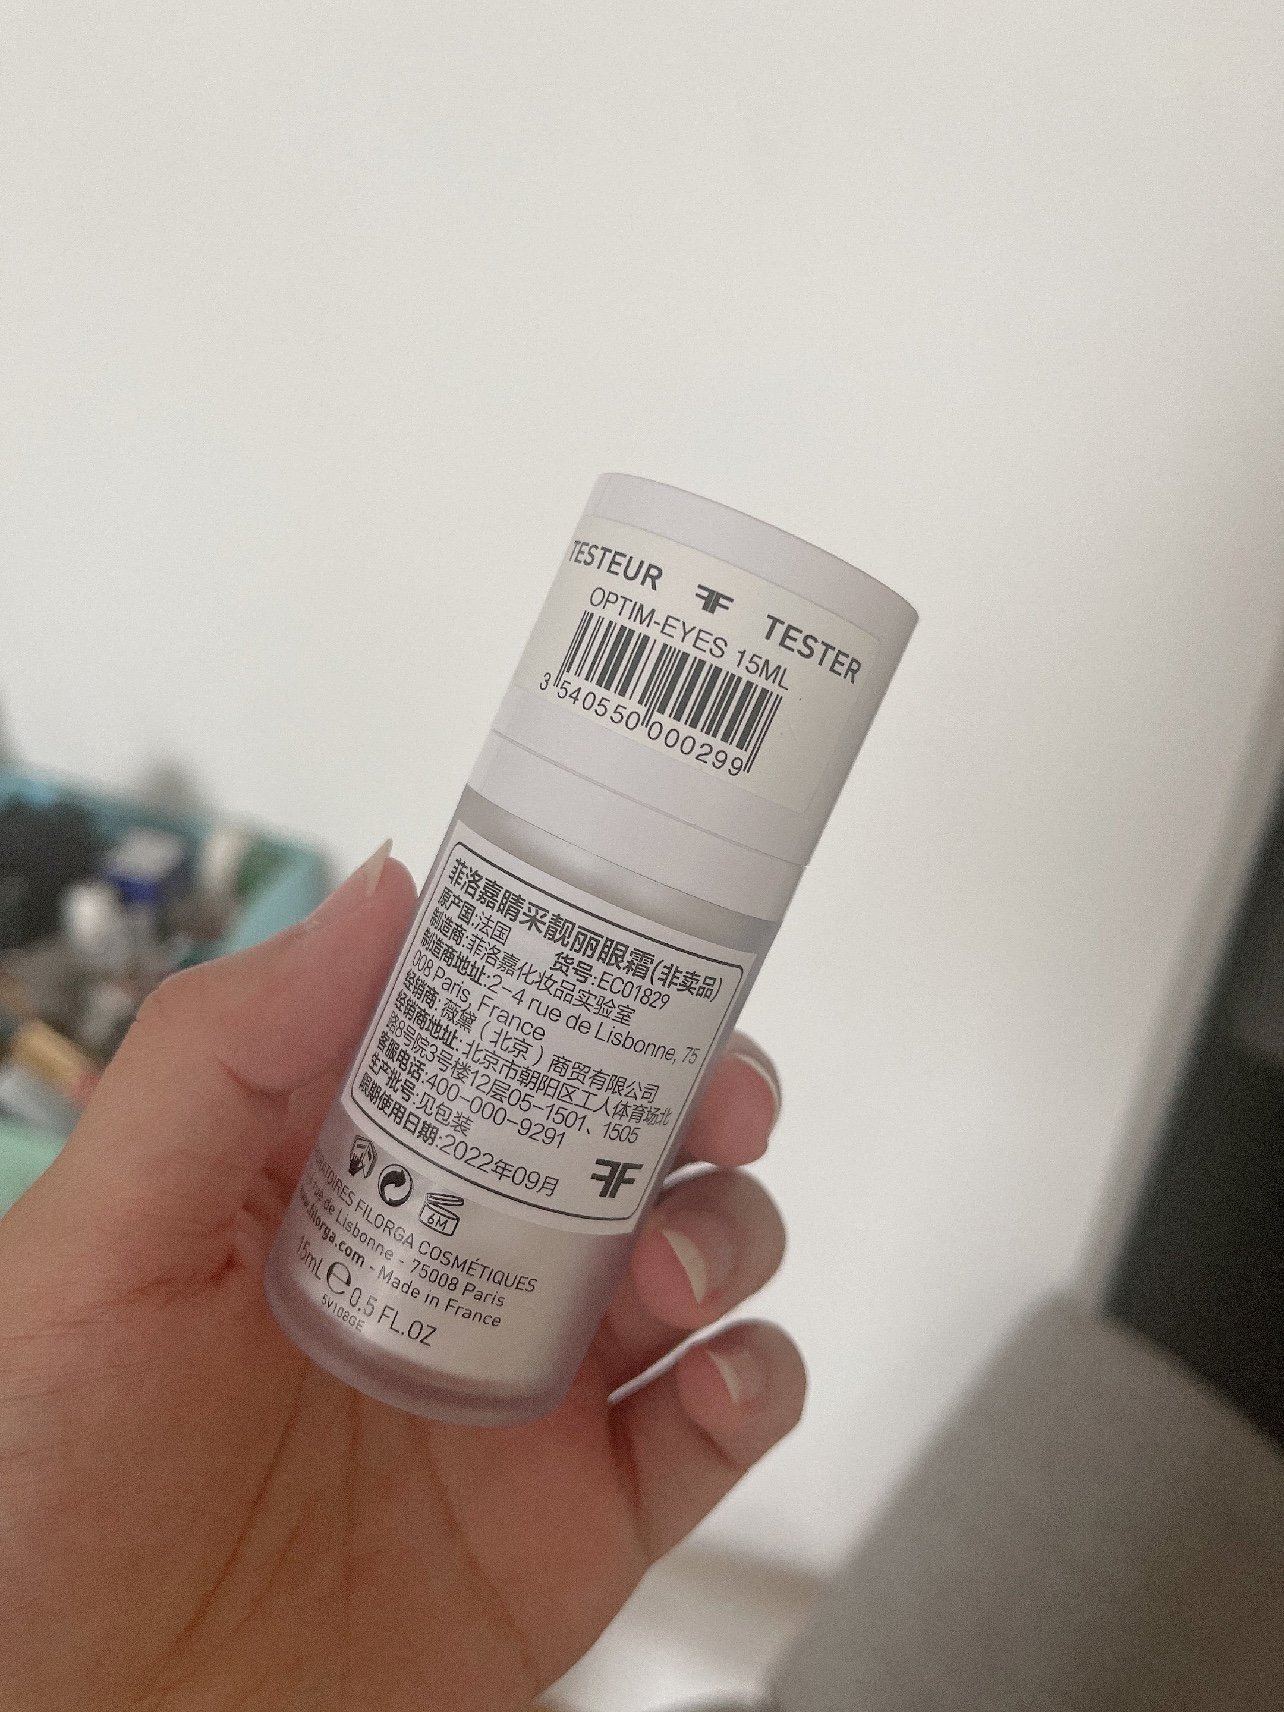 TESTEUR FF TESTER
OPTIM-EYES 15ML
3 540550 000299
菲洛嘉睛采靓丽眼霜(非卖品)
原产国:法国 货号:EC01829
制造商:菲洛嘉化妆品实验室
制造商地址:2-4 rue de Lisbonne, 75
008 Paris, France
经销商:薇黛(北京)商贸有限公司
经销商地址:北京市朝阳区工人体育场北
路8号院3号楼12层05-1501、1505
客服电话:400-000-9291
生产批号:见包装
限期使用日期:2022年09月
FF
6M
FILORGA COSMÉTIQUES
rue de Lisbonne - 75008 Paris
.filorga.com - Made in France
15mL e 0.5 FL.OZ
5V108GE